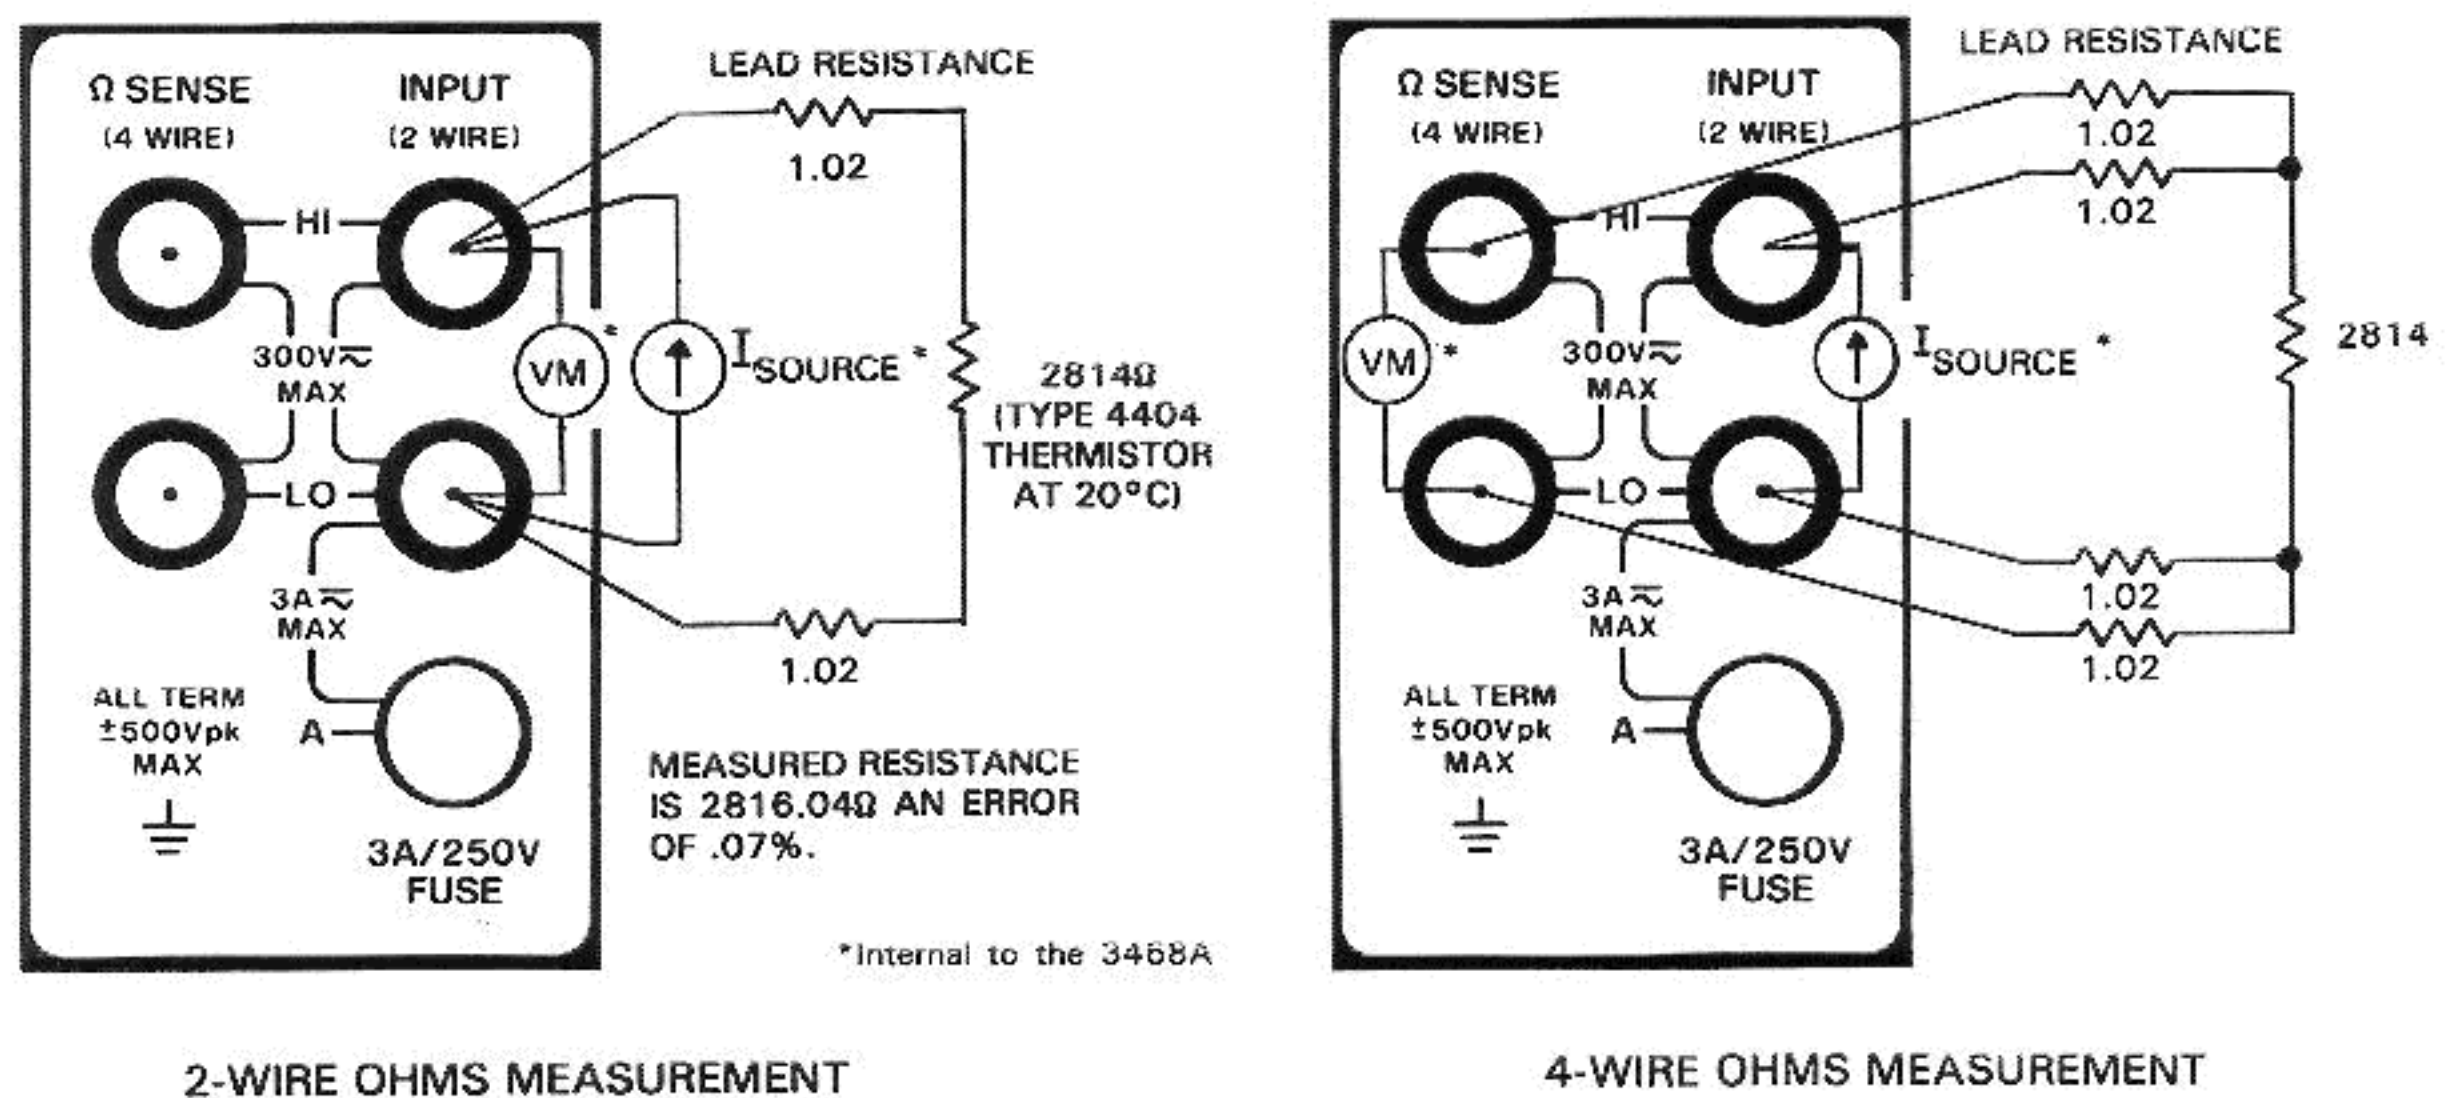 LEAD RESISTANCE
Ω SENSE
(4 WIRE)
INPUT
(2 WIRE)
1.02
HI
300V⎓~
MAX
VM *
I SOURCE *
2814Ω
(TYPE 4404
THERMISTOR
AT 20°C)
LO
3A⎓~
MAX
1.02
ALL TERM
±500Vpk
MAX
A
3A/250V
FUSE
MEASURED RESISTANCE
IS 2816.04Ω AN ERROR
OF .07%.
*Internal to the 3468A
2-WIRE OHMS MEASUREMENT
LEAD RESISTANCE
Ω SENSE
(4 WIRE)
INPUT
(2 WIRE)
1.02
1.02
HI
300V⎓~
MAX
VM *
I SOURCE *
2814
LO
3A⎓~
MAX
1.02
1.02
ALL TERM
±500Vpk
MAX
A
3A/250V
FUSE
4-WIRE OHMS MEASUREMENT